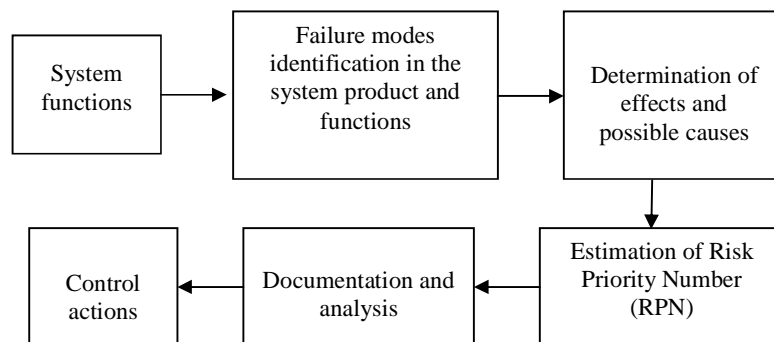 System
functions
Failure modes
identification in the
system product and
functions
Determination of
effects and
possible causes
Estimation of Risk
Priority Number
(RPN)
Documentation and
analysis
Control
actions